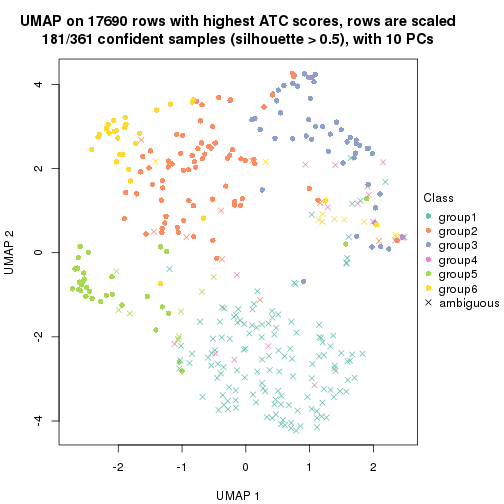 UMAP on 17690 rows with highest ATC scores, rows are scaled
181/361 confident samples (silhouette > 0.5), with 10 PCs
4
2
0
-2
-4
UMAP 2
-2
-1
0
1
2
UMAP 1
Class
group1
group2
group3
group4
group5
group6
ambiguous